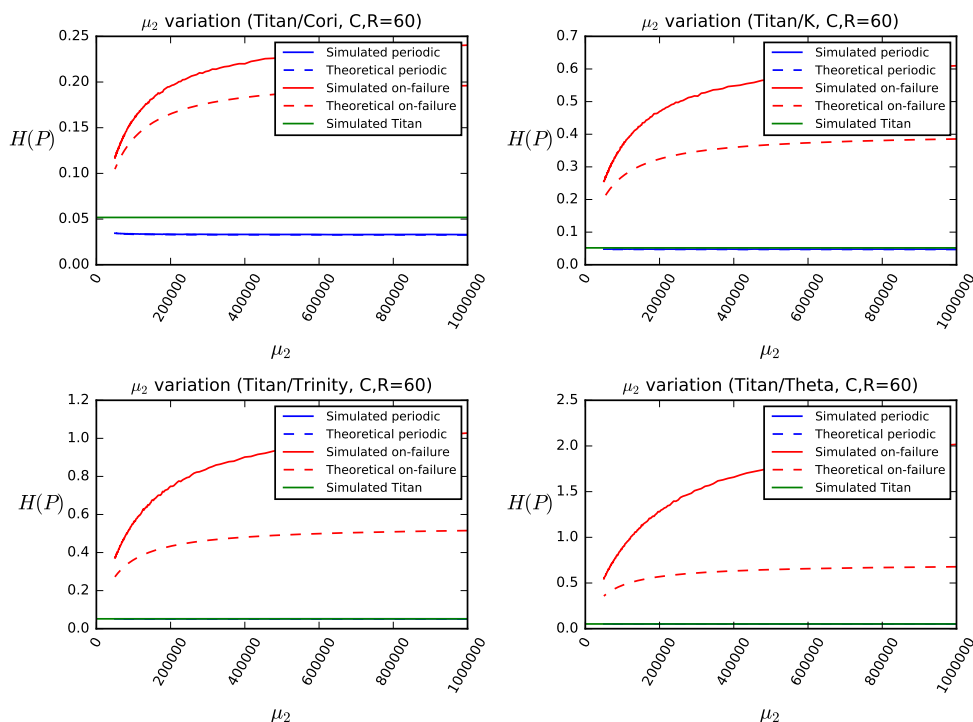 μ₂ variation (Titan/Cori, C,R=60)
H(P)
0.25
0.20
0.15
0.10
0.05
0.00
Simulated periodic
Theoretical periodic
Simulated on-failure
Theoretical on-failure
Simulated Titan
0
200000
400000
600000
800000
1000000
μ₂
μ₂ variation (Titan/K, C,R=60)
H(P)
0.7
0.6
0.5
0.4
0.3
0.2
0.1
0.0
Simulated periodic
Theoretical periodic
Simulated on-failure
Theoretical on-failure
Simulated Titan
0
200000
400000
600000
800000
1000000
μ₂
μ₂ variation (Titan/Trinity, C,R=60)
H(P)
1.2
1.0
0.8
0.6
0.4
0.2
0.0
Simulated periodic
Theoretical periodic
Simulated on-failure
Theoretical on-failure
Simulated Titan
0
200000
400000
600000
800000
1000000
μ₂
μ₂ variation (Titan/Theta, C,R=60)
H(P)
2.5
2.0
1.5
1.0
0.5
0.0
Simulated periodic
Theoretical periodic
Simulated on-failure
Theoretical on-failure
Simulated Titan
0
200000
400000
600000
800000
1000000
μ₂